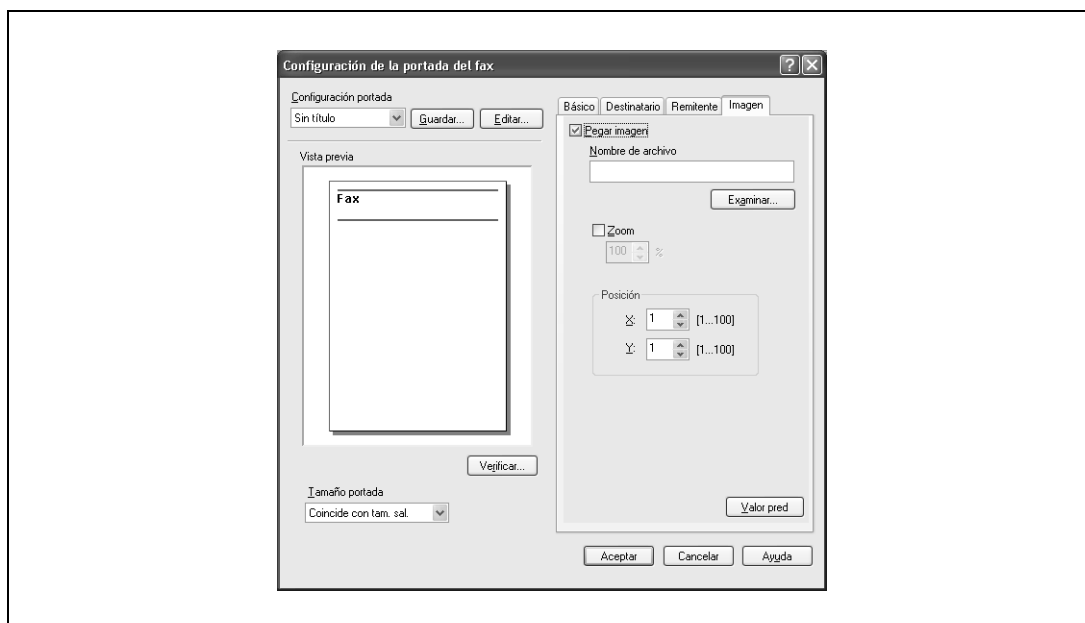 Configuración de la portada del fax
Configuración portada
Sin título
Guardar...
Editar...
Vista previa
Fax
Verificar...
Tamaño portada
Coincide con tam. sal.
Básico Destinatario Remitente Imagen
Pegar imagen
Nombre de archivo
Examinar...
Zoom
100 %
Posición
X: 1 [1...100]
Y: 1 [1...100]
Valor pred
Aceptar Cancelar Ayuda